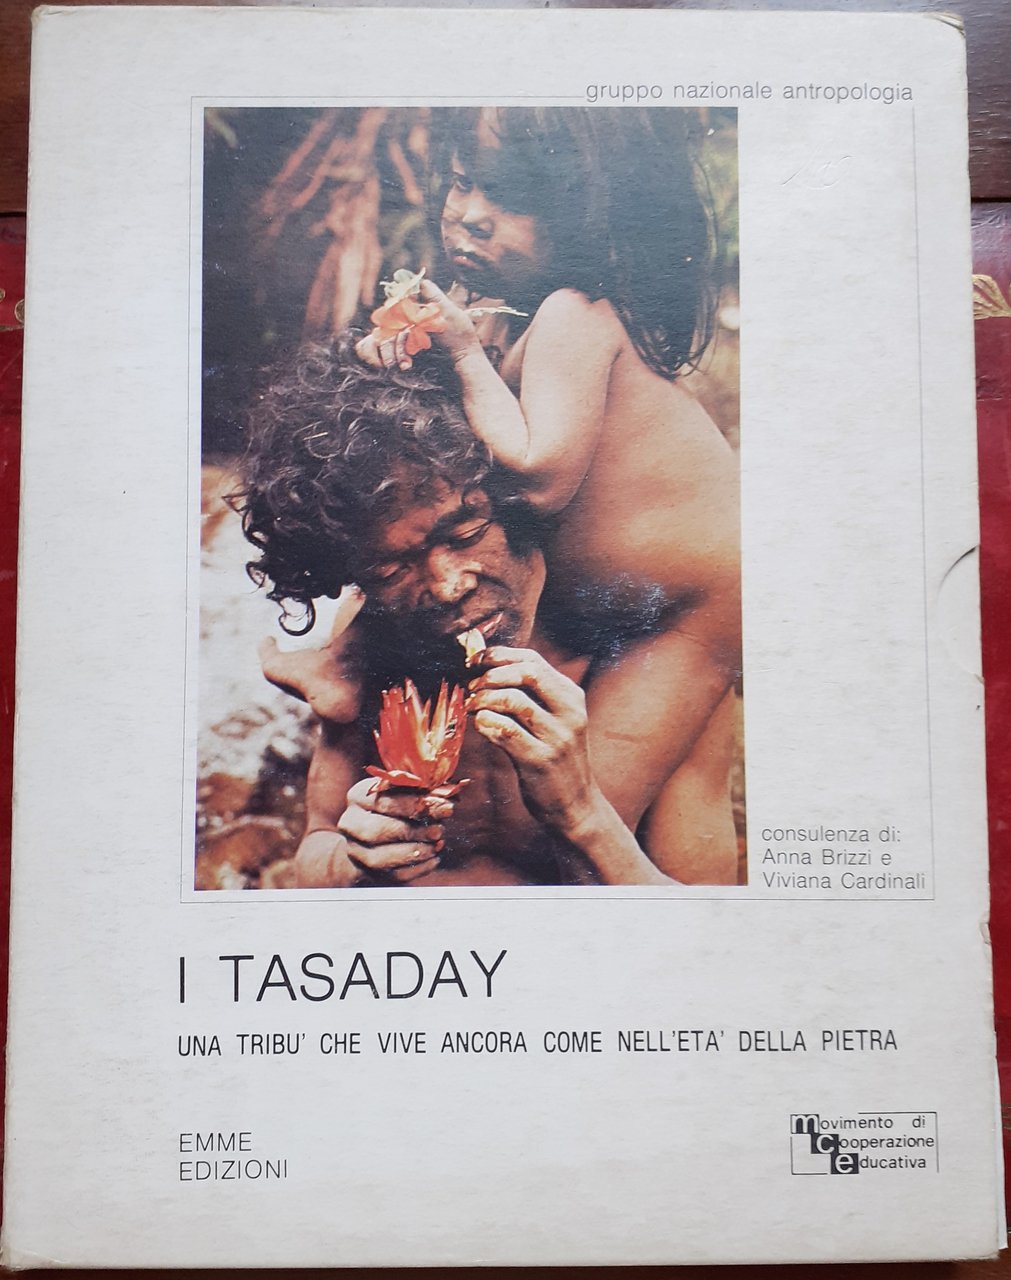 gruppo nazionale antropologia
consulenza di:
Anna Brizzi e
Viviana Cardinali
I TASADAY
UNA TRIBU' CHE VIVE ANCORA COME NELL'ETA' DELLA PIETRA
EMME
EDIZIONI
movimento di
cooperazione
educativa